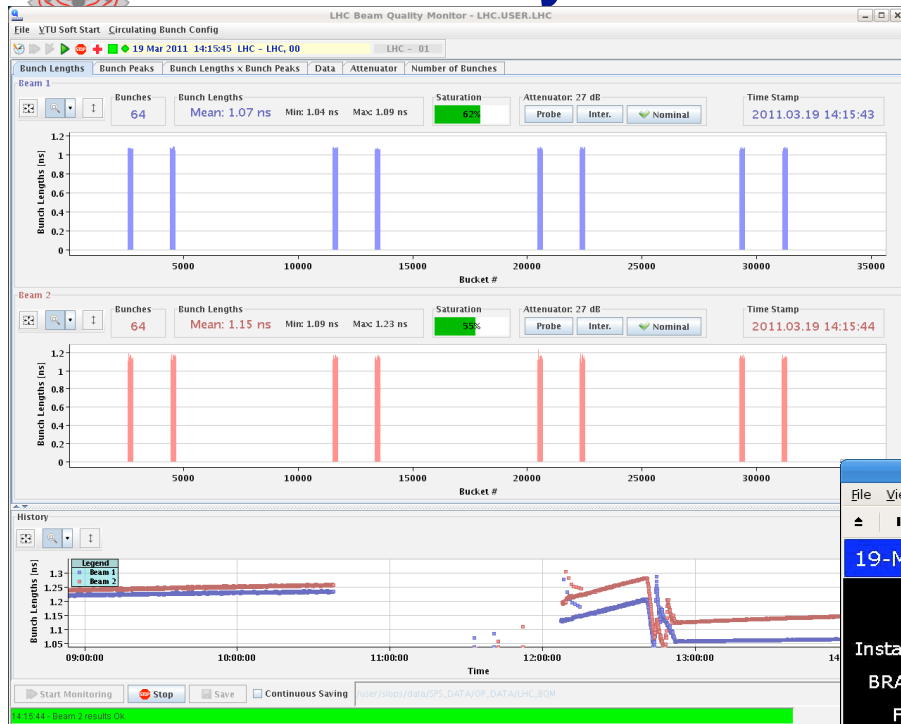 LHC Beam Quality Monitor - LHC.USER.LHC
File VTU Soft Start Circulating Bunch Config
19 Mar 2011 14:15:45 LHC - LHC, 00 LHC - 01
Bunch Lengths Bunch Peaks Bunch Lengths x Bunch Peaks Data Attenuator Number of Bunches
Beam 1
Bunches Bunch Lengths Saturation Attenuator: 27 dB Time Stamp
64 Mean: 1.07 ns Min: 1.04 ns Max: 1.09 ns 62% Probe Inter. Nominal 2011.03.19 14:15:43
Bunch Lengths [ns]
1.2
1
0.8
0.6
0.4
0.2
0
5000 10000 15000 20000 25000 30000 35000
Bucket #
Beam 2
Bunches Bunch Lengths Saturation Attenuator: 27 dB Time Stamp
64 Mean: 1.15 ns Min: 1.09 ns Max: 1.23 ns 55% Probe Inter. Nominal 2011.03.19 14:15:44
Bunch Lengths [ns]
1.2
1
0.8
0.6
0.4
0.2
0
5000 10000 15000 20000 25000 30000
Bucket #
History
Legend
Beam 1
Beam 2
Bunch Lengths [ns]
1.3
1.25
1.2
1.15
1.1
1.05
09:00:00 10:00:00 11:00:00 12:00:00 13:00:00 14
Time
Start Monitoring Stop Save Continuous Saving /user/slops/data/SPS_DATA/OP_DATA/LHC_BQM
14:15:44 - Beam 2 results Ok
File Vie
19-M
Insta
BRA
F